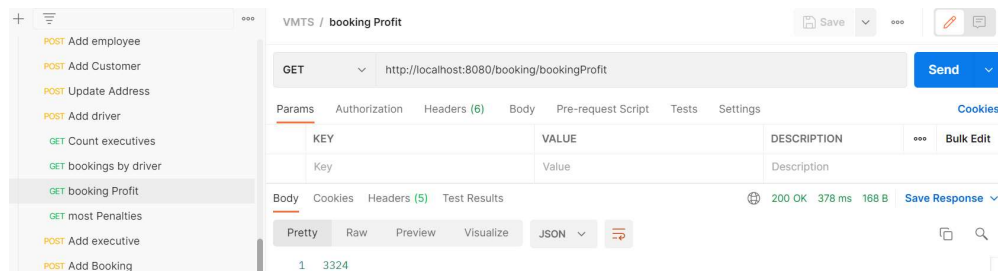 VMTS / booking Profit
Save
POST Add employee
POST Add Customer
POST Update Address
POST Add driver
GET Count executives
GET bookings by driver
GET booking Profit
GET most Penalties
POST Add executive
POST Add Booking
GET http://localhost:8080/booking/bookingProfit Send
Params Authorization Headers (6) Body Pre-request Script Tests Settings Cookies
KEY VALUE DESCRIPTION Bulk Edit
Key Value Description
Body Cookies Headers (5) Test Results 200 OK 378 ms 168 B Save Response
Pretty Raw Preview Visualize JSON
1 3324